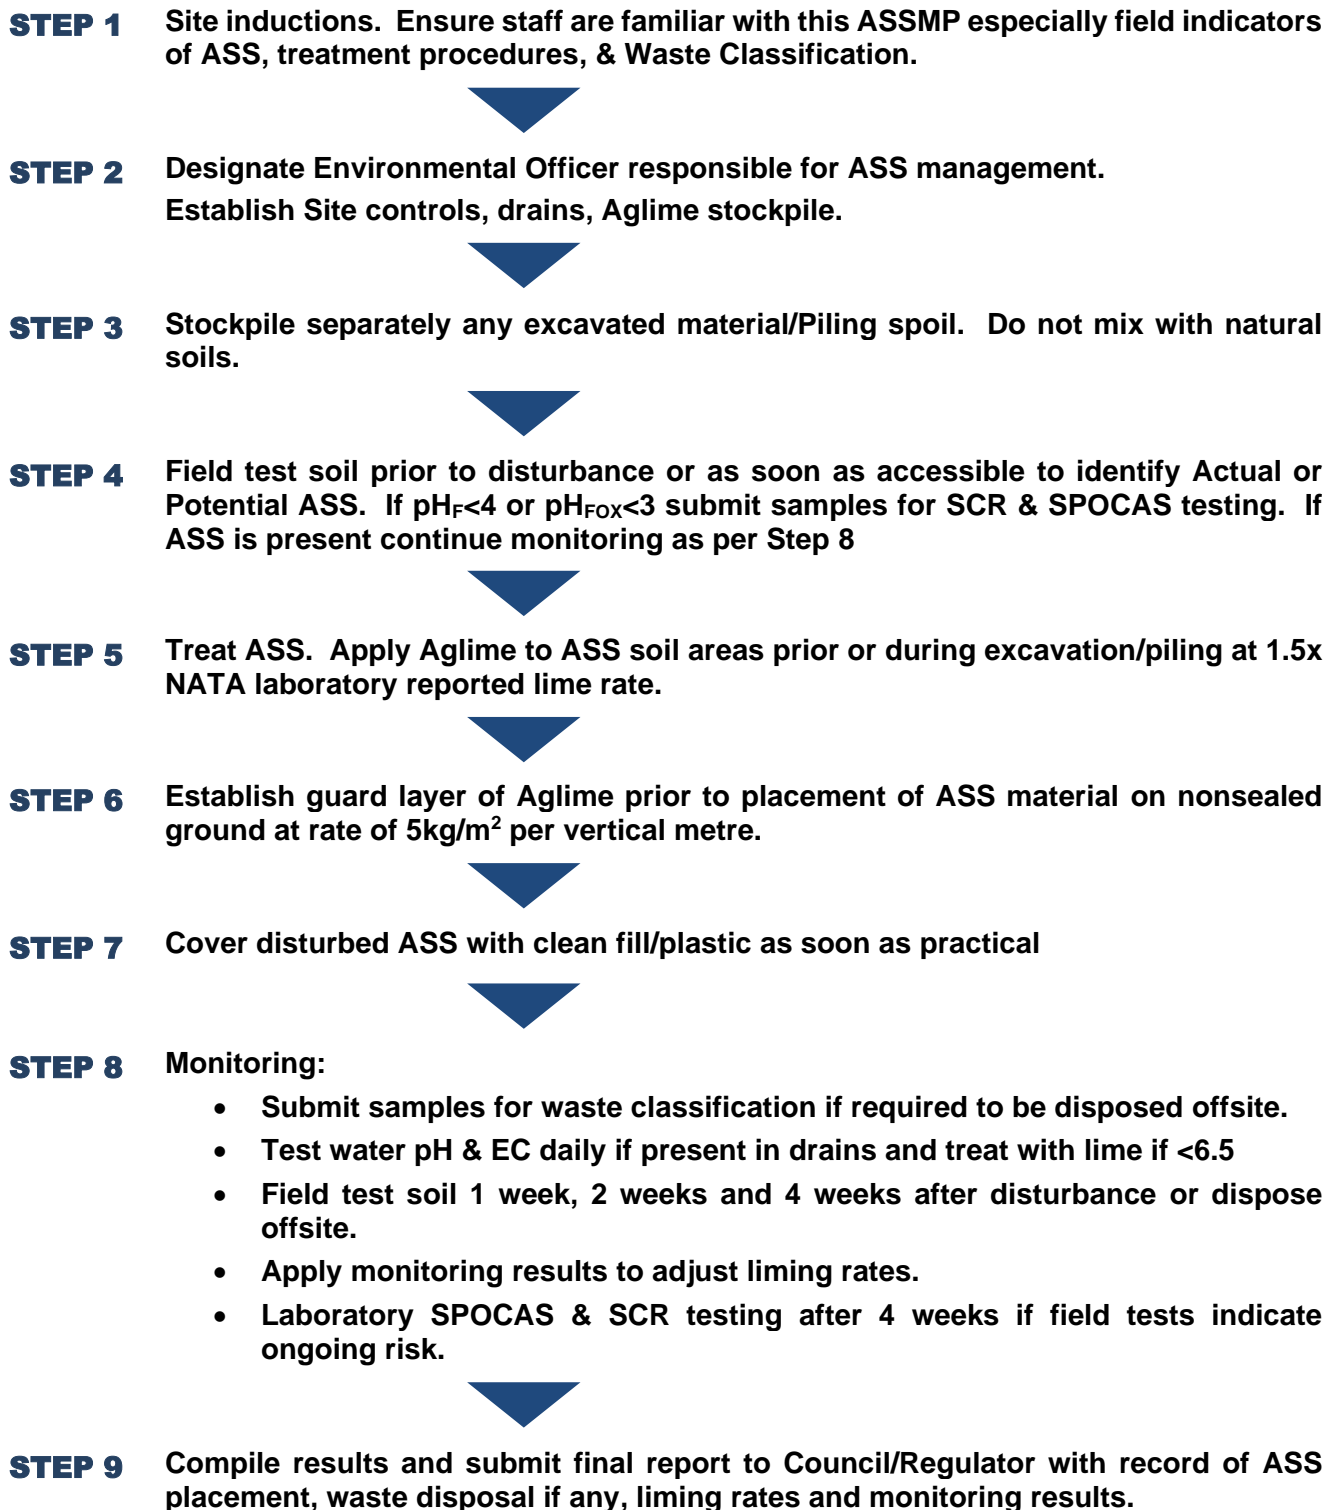 STEP 1 Site inductions. Ensure staff are familiar with this ASSMP especially field indicators
of ASS, treatment procedures, & Waste Classification.
STEP 2 Designate Environmental Officer responsible for ASS management.
Establish Site controls, drains, Aglime stockpile.
STEP 3 Stockpile separately any excavated material/Piling spoil. Do not mix with natural
soils.
STEP 4 Field test soil prior to disturbance or as soon as accessible to identify Actual or
Potential ASS. If pHF<4 or pHFOX<3 submit samples for SCR & SPOCAS testing. If
ASS is present continue monitoring as per Step 8
STEP 5 Treat ASS. Apply Aglime to ASS soil areas prior or during excavation/piling at 1.5x
NATA laboratory reported lime rate.
STEP 6 Establish guard layer of Aglime prior to placement of ASS material on nonsealed
ground at rate of 5kg/m² per vertical metre.
STEP 7 Cover disturbed ASS with clean fill/plastic as soon as practical
STEP 8 Monitoring:
• Submit samples for waste classification if required to be disposed offsite.
• Test water pH & EC daily if present in drains and treat with lime if <6.5
• Field test soil 1 week, 2 weeks and 4 weeks after disturbance or dispose
offsite.
• Apply monitoring results to adjust liming rates.
• Laboratory SPOCAS & SCR testing after 4 weeks if field tests indicate
ongoing risk.
STEP 9 Compile results and submit final report to Council/Regulator with record of ASS
placement, waste disposal if any, liming rates and monitoring results.